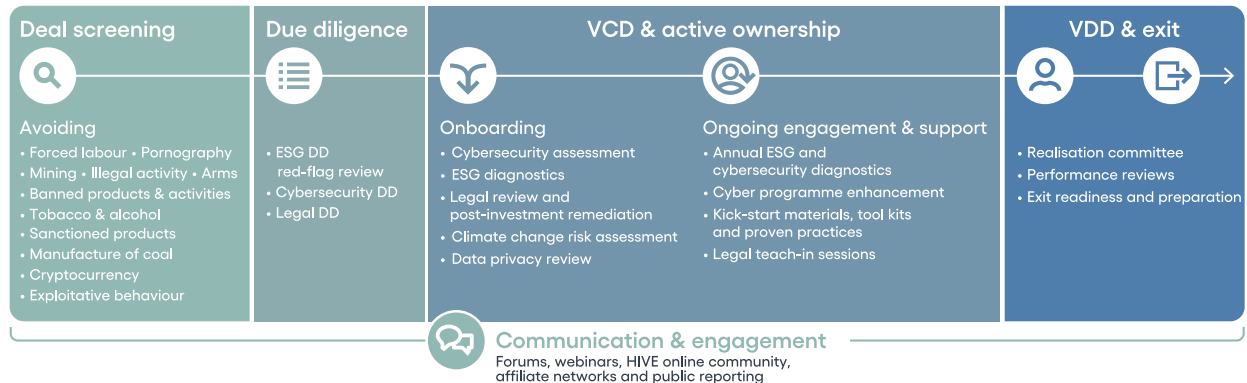 Deal screening
Avoiding
• Forced labour • Pornography
• Mining • Illegal activity • Arms
• Banned products & activities
• Tobacco & alcohol
• Sanctioned products
• Manufacture of coal
• Cryptocurrency
• Exploitative behaviour
Due diligence
• ESG DD
red-flag review
• Cybersecurity DD
• Legal DD
VCD & active ownership
Onboarding
• Cybersecurity assessment
• ESG diagnostics
• Legal review and
post-investment remediation
• Climate change risk assessment
• Data privacy review
Ongoing engagement & support
• Annual ESG and
cybersecurity diagnostics
• Cyber programme enhancement
• Kick-start materials, tool kits
and proven practices
• Legal teach-in sessions
VDD & exit
• Realisation committee
• Performance reviews
• Exit readiness and preparation
Communication & engagement
Forums, webinars, HIVE online community,
affiliate networks and public reporting